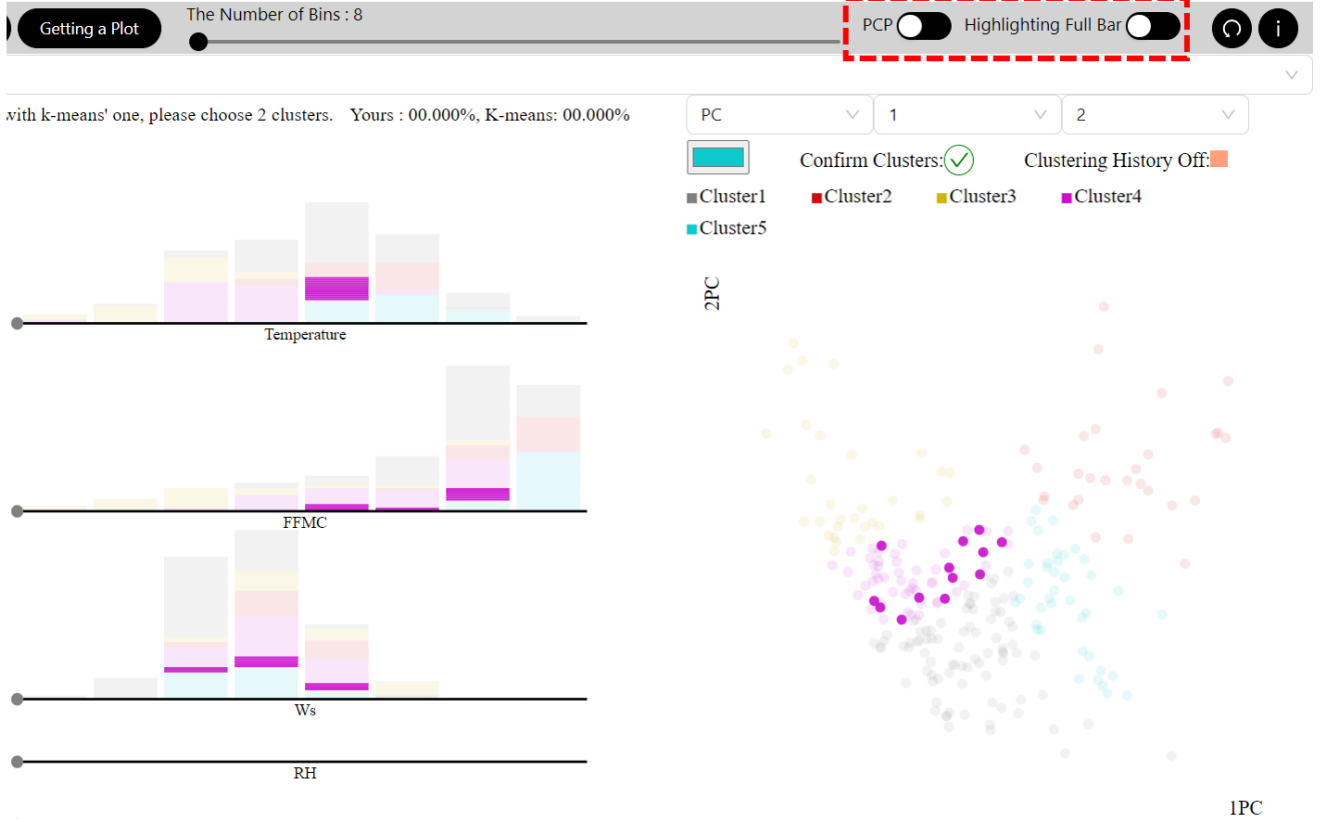 Getting a Plot
The Number of Bins : 8
PCP
Highlighting Full Bar
i
with k-means' one, please choose 2 clusters. Yours : 00.000%, K-means: 00.000%
PC
1
2
Confirm Clusters:
Clustering History Off:
Cluster1
Cluster2
Cluster3
Cluster4
Cluster5
2PC
Temperature
FFMC
Ws
RH
1PC